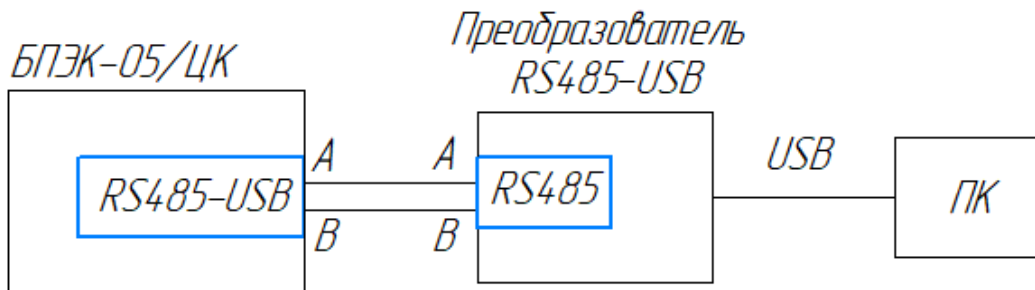 БПЭК-05/ЦК
Преобразователь
RS485-USB
RS485-USB
A
B
A
B
RS485
USB
ПК